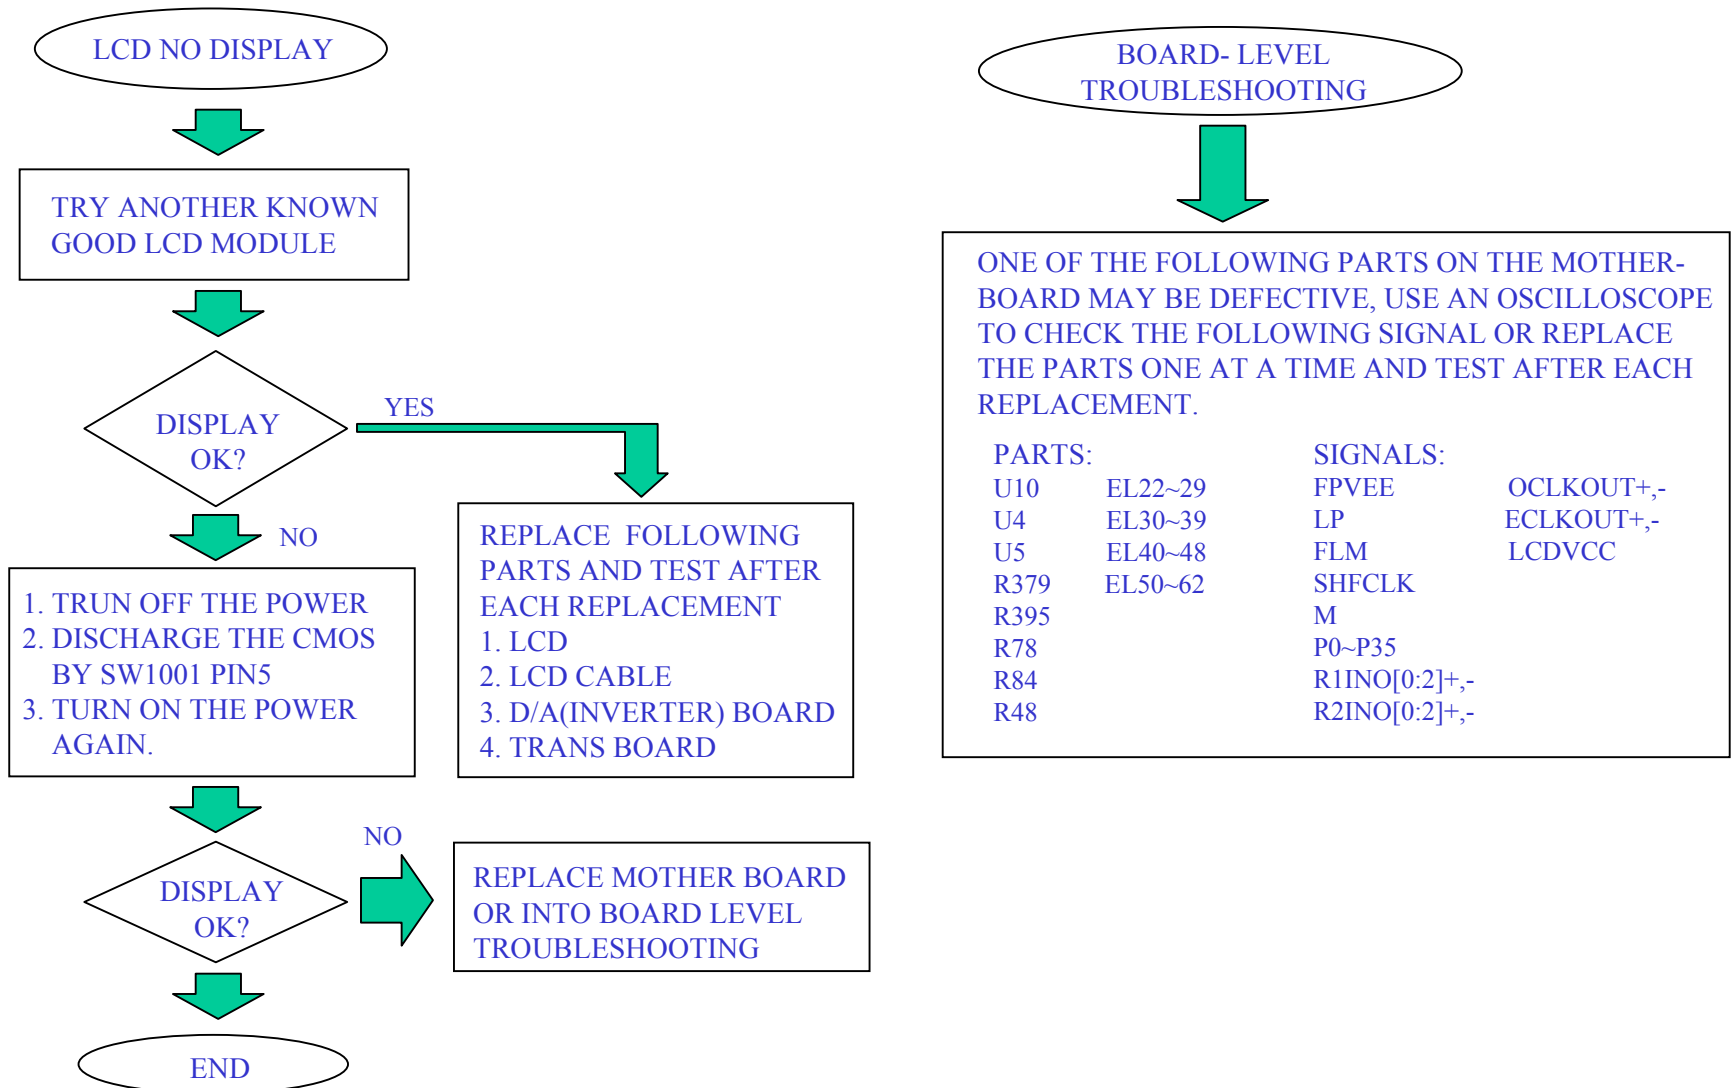 LCD NO DISPLAY
TRY ANOTHER KNOWN
GOOD LCD MODULE
DISPLAY
OK?
YES
NO
REPLACE FOLLOWING
PARTS AND TEST AFTER
EACH REPLACEMENT
1. LCD
2. LCD CABLE
3. D/A(INVERTER) BOARD
4. TRANS BOARD
1. TRUN OFF THE POWER
2. DISCHARGE THE CMOS
BY SW1001 PIN5
3. TURN ON THE POWER
AGAIN.
DISPLAY
OK?
NO
REPLACE MOTHER BOARD
OR INTO BOARD LEVEL
TROUBLESHOOTING
END
BOARD- LEVEL
TROUBLESHOOTING
ONE OF THE FOLLOWING PARTS ON THE MOTHER-
BOARD MAY BE DEFECTIVE, USE AN OSCILLOSCOPE
TO CHECK THE FOLLOWING SIGNAL OR REPLACE
THE PARTS ONE AT A TIME AND TEST AFTER EACH
REPLACEMENT.
PARTS: SIGNALS:
U10 EL22~29 FPVEE OCLKOUT+,-
U4 EL30~39 LP ECLKOUT+,-
U5 EL40~48 FLM LCDVCC
R379 EL50~62 SHFCLK
R395 M
R78 P0~P35
R84 R1INO[0:2]+,-
R48 R2INO[0:2]+,-